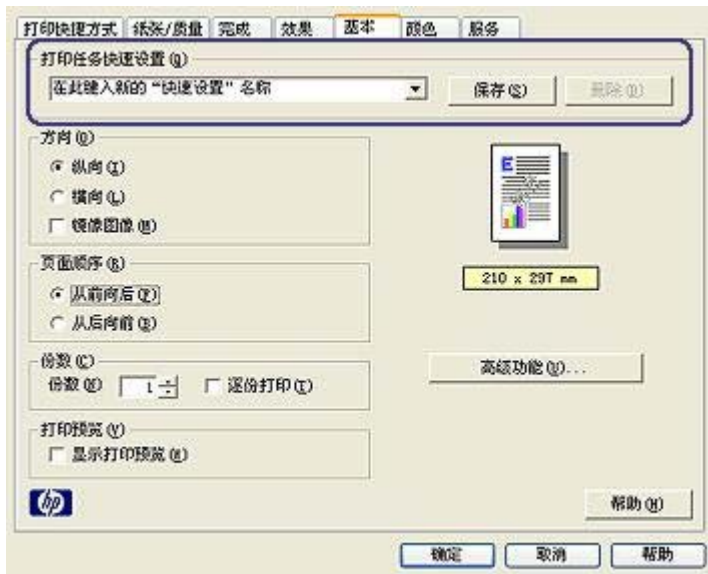 打印快捷方式 纸张/质量 完成 效果 基本 颜色 服务
打印任务快速设置(Q)
在此键入新的“快速设置”名称
保存(S) 删除(D)
方向(O)
纵向(I)
横向(L)
镜像图像(M)
页面顺序(R)
从前向后(F)
从后向前(B)
份数(C)
份数(N) 1 逐份打印(T)
打印预览(V)
显示打印预览(W)
E
210 x 297 mm
高级功能(U)...
hp
帮助(H)
确定 取消 帮助